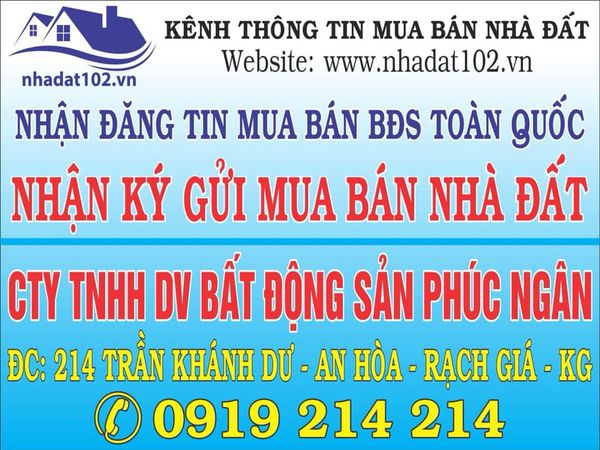 KÊNH THÔNG TIN MUA BÁN NHÀ ĐẤT
Website: www.nhadat102.vn
nhadat102.vn
NHẬN ĐĂNG TIN MUA BÁN BĐS TOÀN QUỐC
NHẬN KÝ GỬI MUA BÁN NHÀ ĐẤT
CTY TNHH DV BẤT ĐỘNG SẢN PHÚC NGÂN
ĐC: 214 TRẦN KHÁNH DƯ - AN HÒA - RẠCH GIÁ - KG
0919 214 214